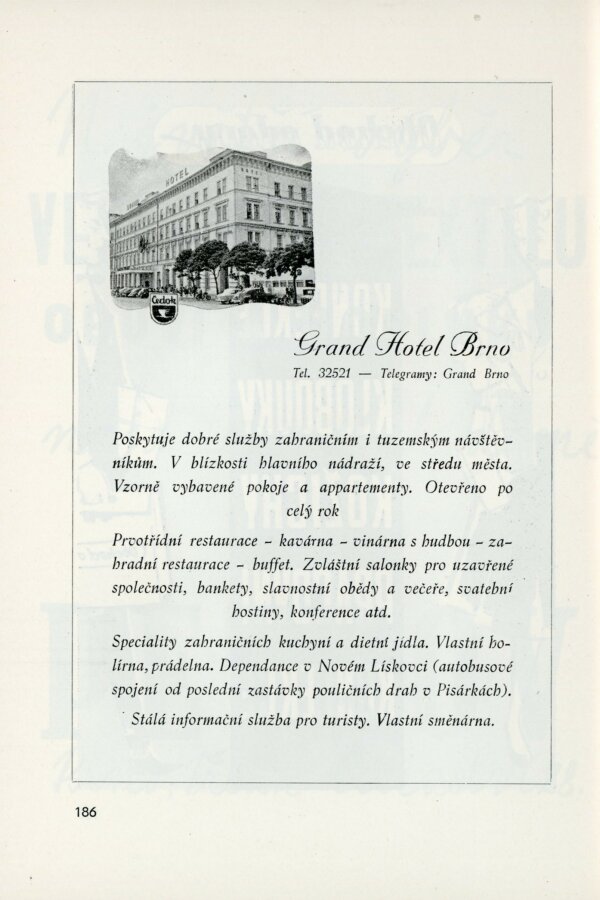 HOTEL
Čedok
Grand Hotel Brno
Tel. 32521 — Telegramy: Grand Brno
Poskytuje dobré služby zahraničním i tuzemským návštěv-
níkům. V blízkosti hlavního nádraží, ve středu města.
Vzorně vybavené pokoje a appartementy. Otevřeno po
celý rok
Prvotřídní restaurace – kavárna – vinárna s hudbou – za-
hradní restaurace – buffet. Zvláštní salonky pro uzavřené
společnosti, bankety, slavnostní obědy a večeře, svatební
hostiny, konference atd.
Speciality zahraničních kuchyní a dietní jídla. Vlastní ho-
lírna, prádelna. Dependance v Novém Lískovci (autobusové
spojení od poslední zastávky pouličních drah v Pisárkách).
Stálá informační služba pro turisty. Vlastní směnárna.
186